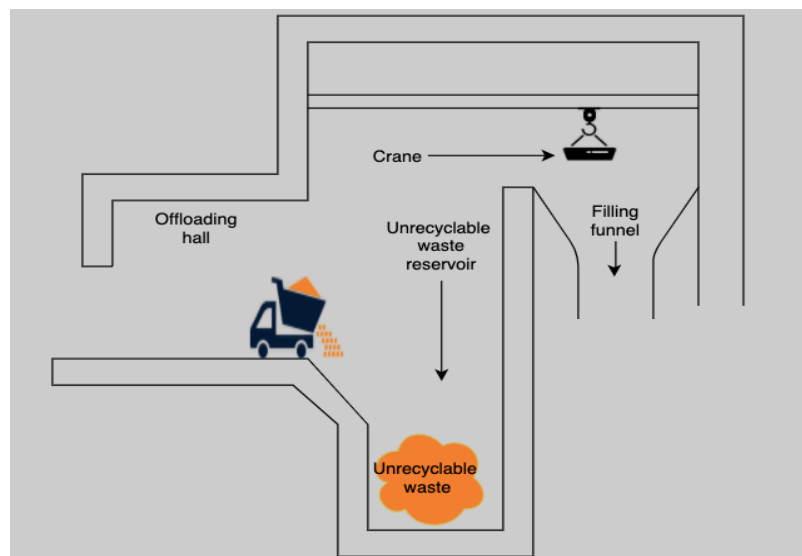 Crane
Offloading
hall
Unrecyclable
waste
reservoir
Filling
funnel
Unrecyclable
waste